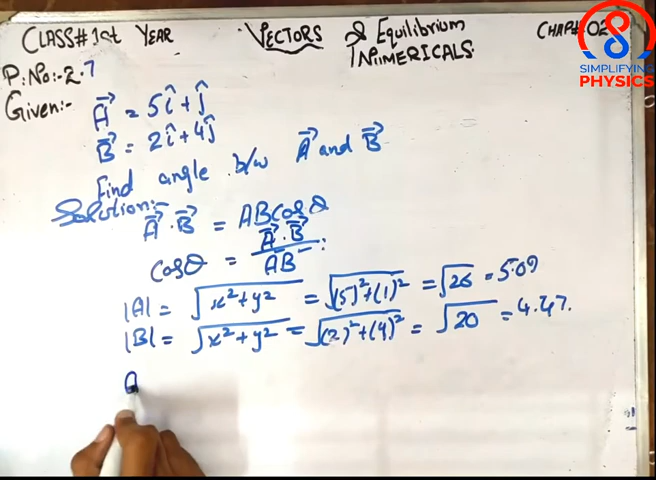 CLASS# 1st YEAR VECTORS & Equilibrium CHAP# 02
NUMERICALS.
SIMPLIFYING
PHYSICS
P: No:- 2.7
Given:-
A⃗ = 5î + ĵ
B⃗ = 2î + 4ĵ
Find angle b/w A⃗ and B⃗
Solution:-
A⃗ . B⃗ = AB Cosθ
Cosθ = A⃗ . B⃗ / AB :
|A| = √x² + y² = √(5)² + (1)² = √26 = 5.09
|B| = √x² + y² = √(2)² + (4)² = √20 = 4.47.